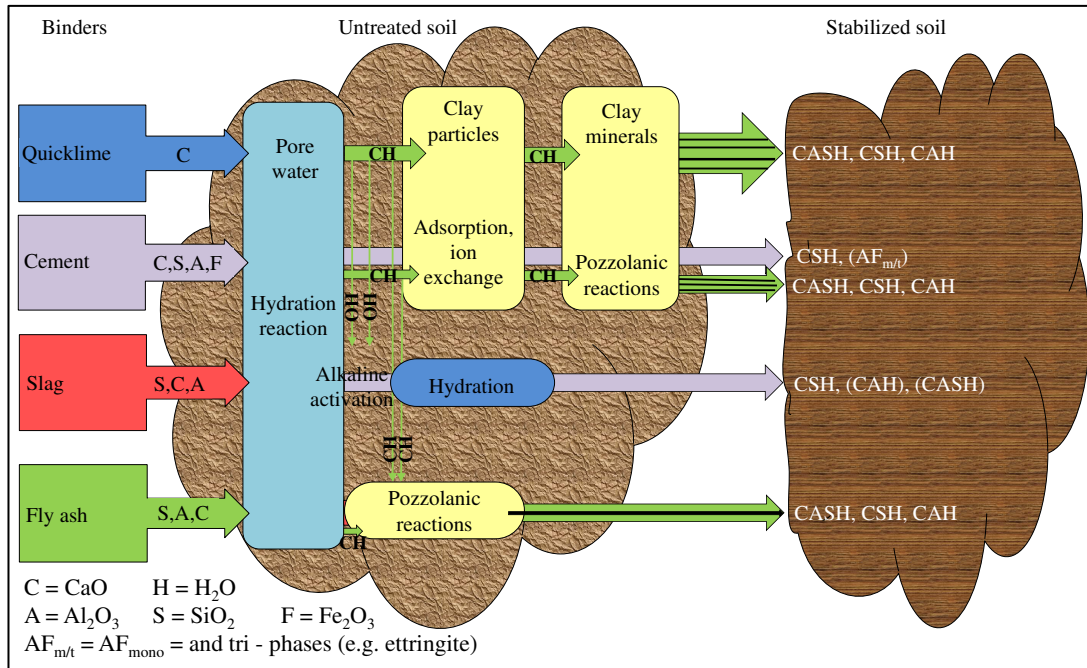 Binders
Untreated soil
Stabilized soil
Quicklime
C
Pore
water
CH
Clay
particles
CH
Clay
minerals
CASH, CSH, CAH
Cement
C,S,A,F
Hydration
reaction
CH
Adsorption,
ion
exchange
CH
Pozzolanic
reactions
CSH, (AFm/t)
CASH, CSH, CAH
OH
OH
Slag
S,C,A
Alkaline
activation
Hydration
CSH, (CAH), (CASH)
CH
CH
Fly ash
S,A,C
CH
Pozzolanic
reactions
CASH, CSH, CAH
C = CaO H = H2O
A = Al2O3 S = SiO2 F = Fe2O3
AFm/t = AFmono = and tri - phases (e.g. ettringite)